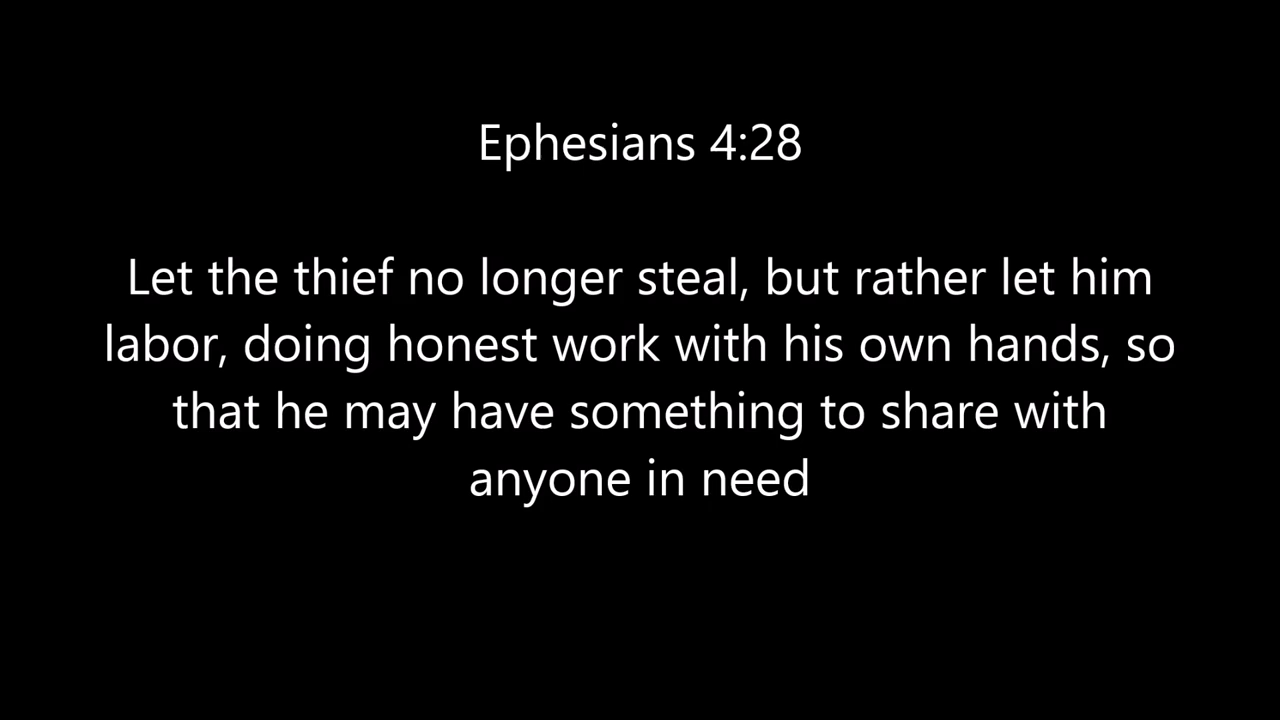 Ephesians 4:28
Let the thief no longer steal, but rather let him
labor, doing honest work with his own hands, so
that he may have something to share with
anyone in need